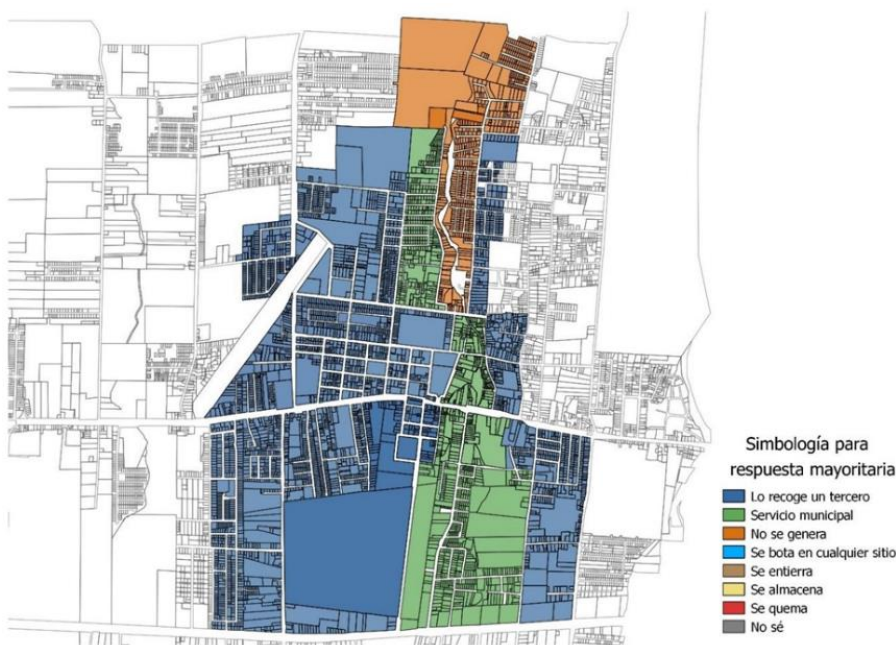 Simbología para
respuesta mayoritaria
Lo recoge un tercero
Servicio municipal
No se genera
Se bota en cualquier sitio
Se entierra
Se almacena
Se quema
No sé